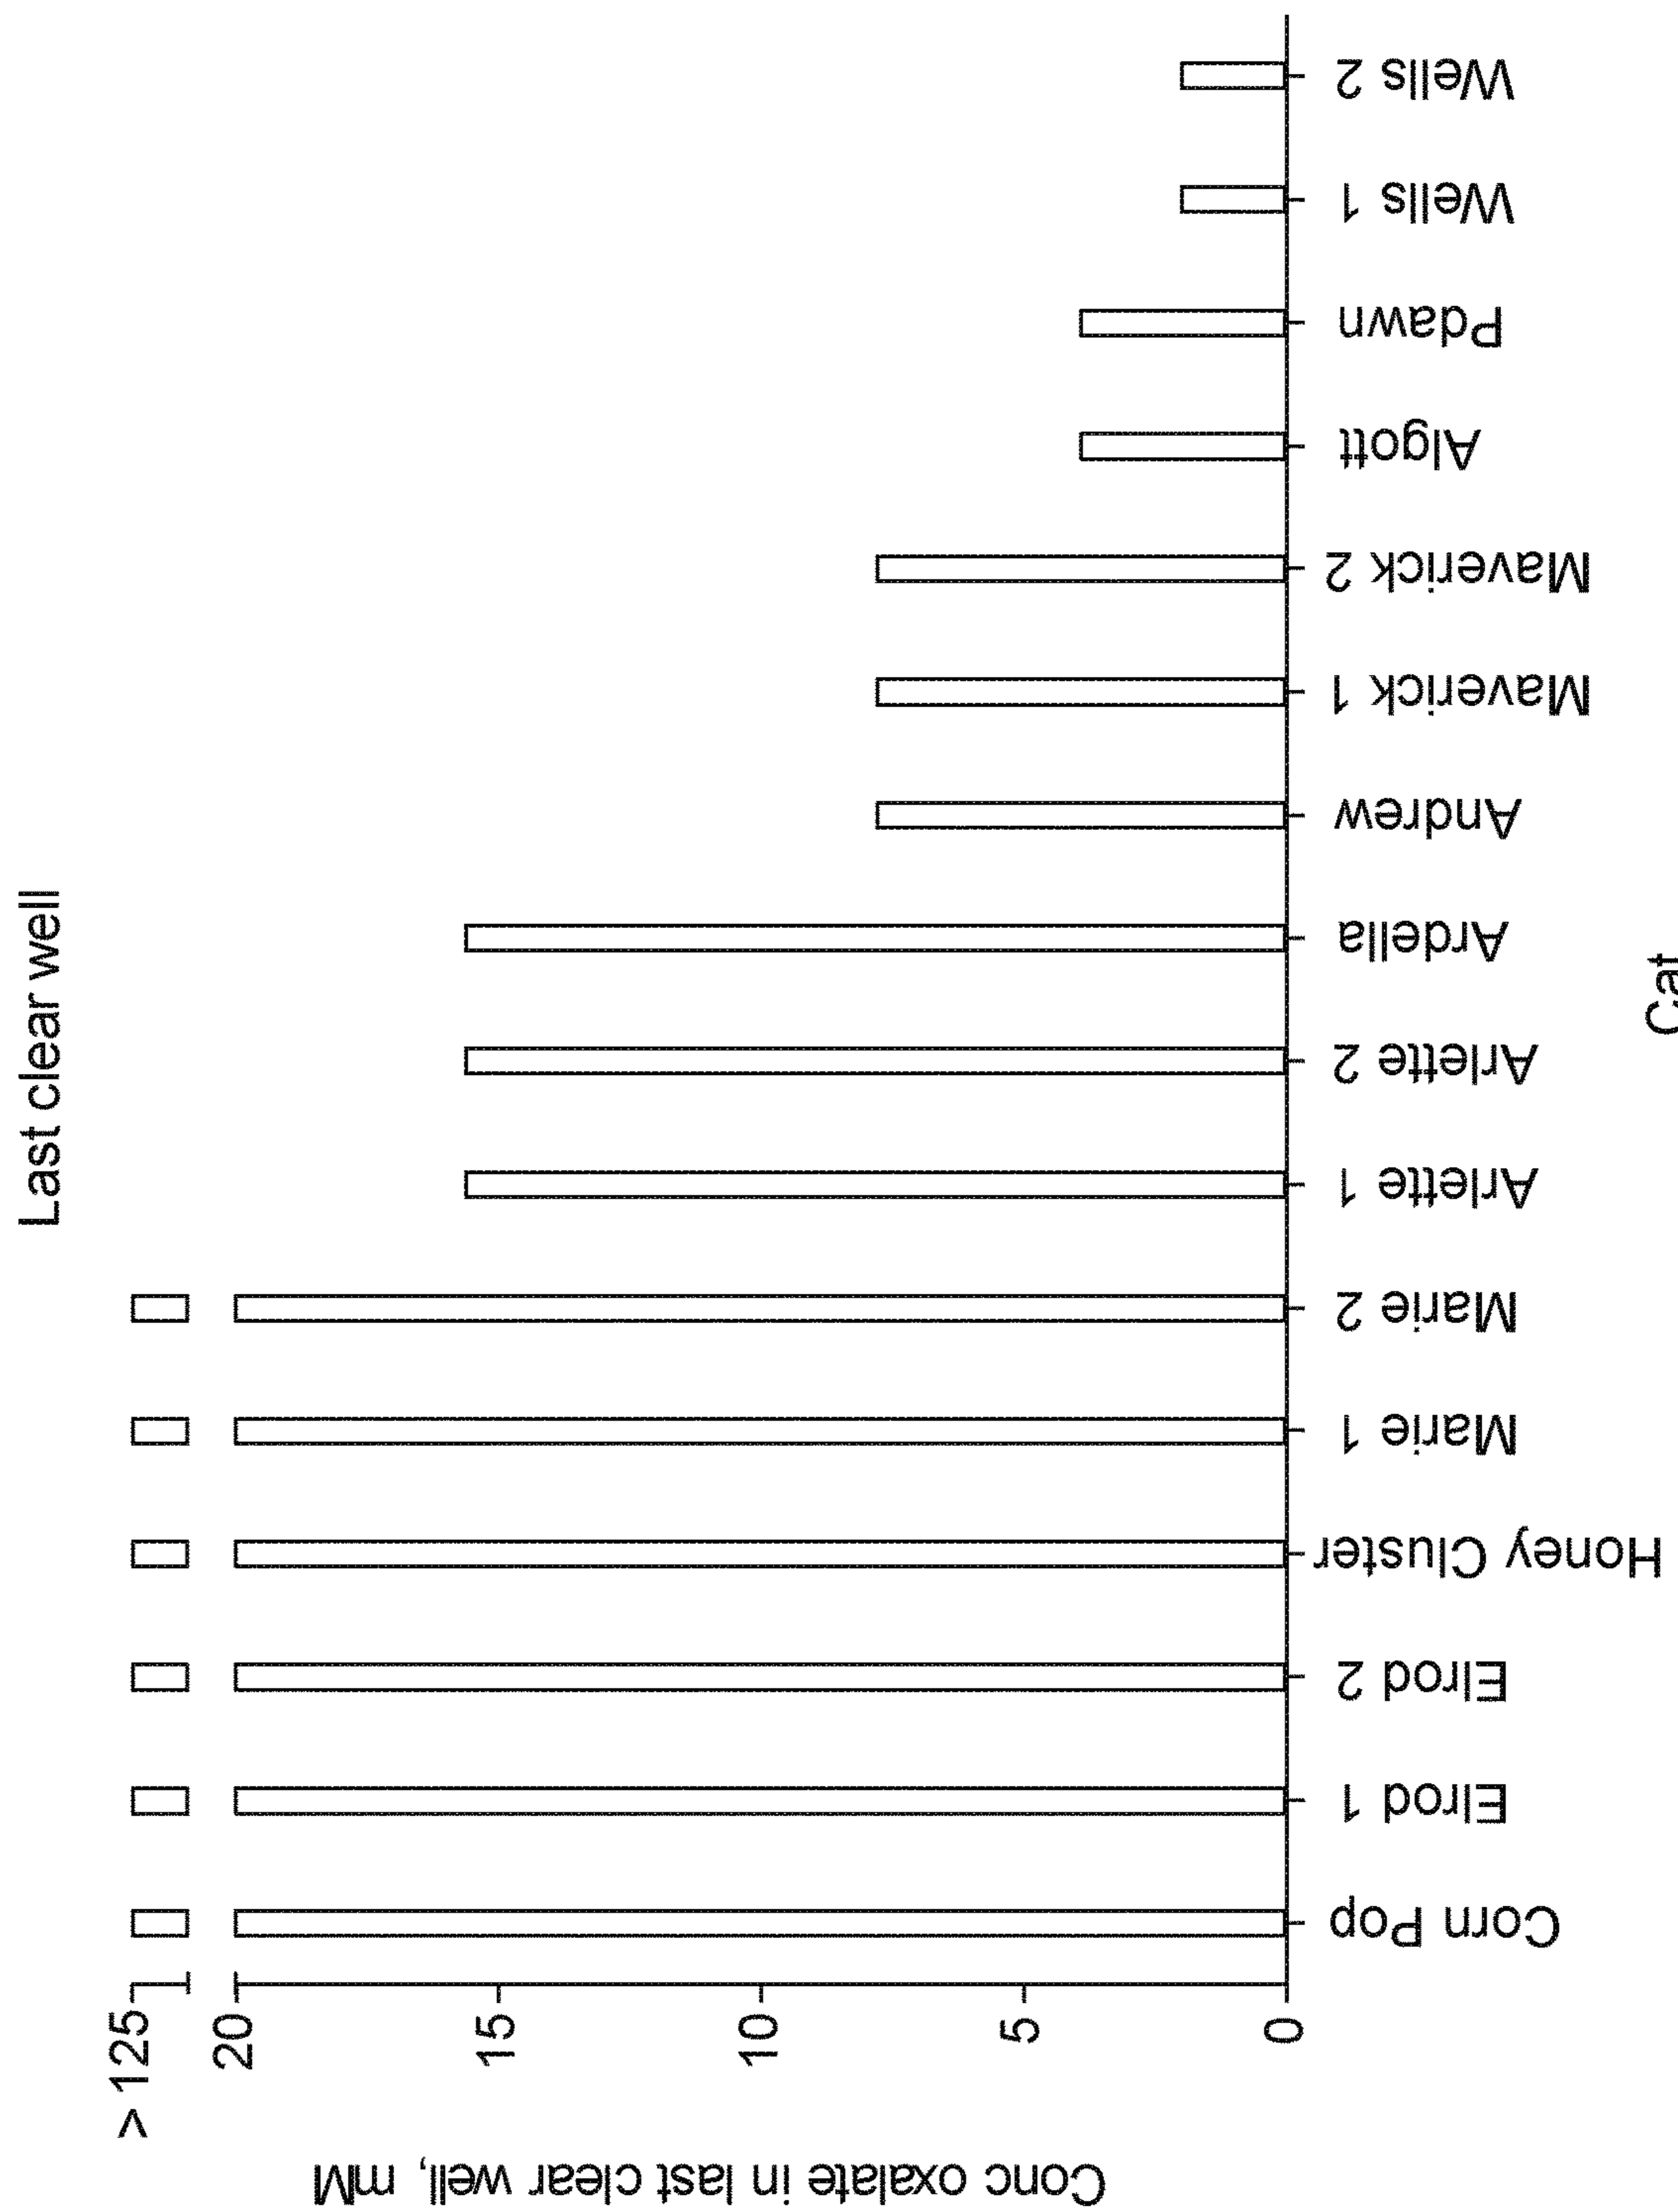 Last clear well
Conc oxalate in last clear well, mM
> 125
20
15
10
5
0
Corn Pop
Elrod 1
Elrod 2
Honey Cluster
Marie 1
Marie 2
Arlette 1
Arlette 2
Ardella
Andrew
Maverick 1
Maverick 2
Algott
Pdawn
Wells 1
Wells 2
Cat